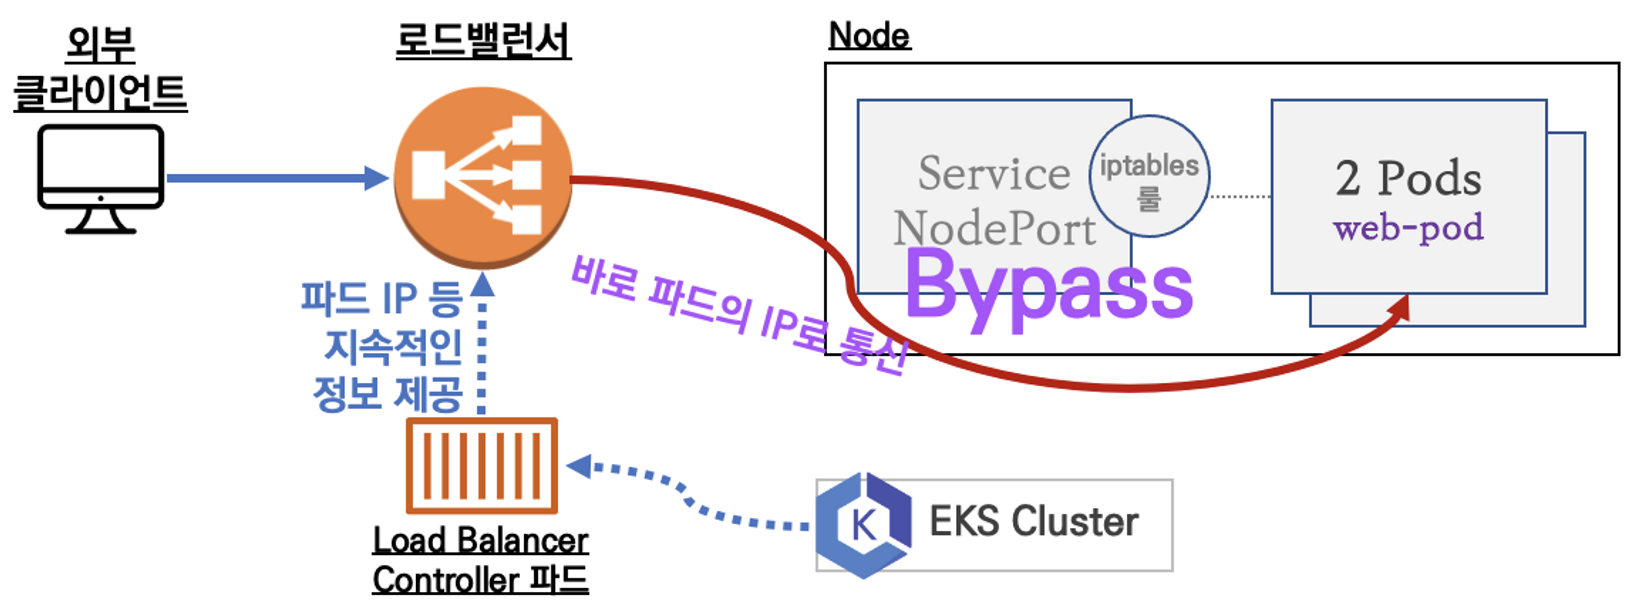 외부
클라이언트
로드밸런서
Node
Service
NodePort
iptables
룰
2 Pods
web-pod
Bypass
바로 파드의 IP로 통신
파드 IP 등
지속적인
정보 제공
Load Balancer
Controller 파드
K
EKS Cluster